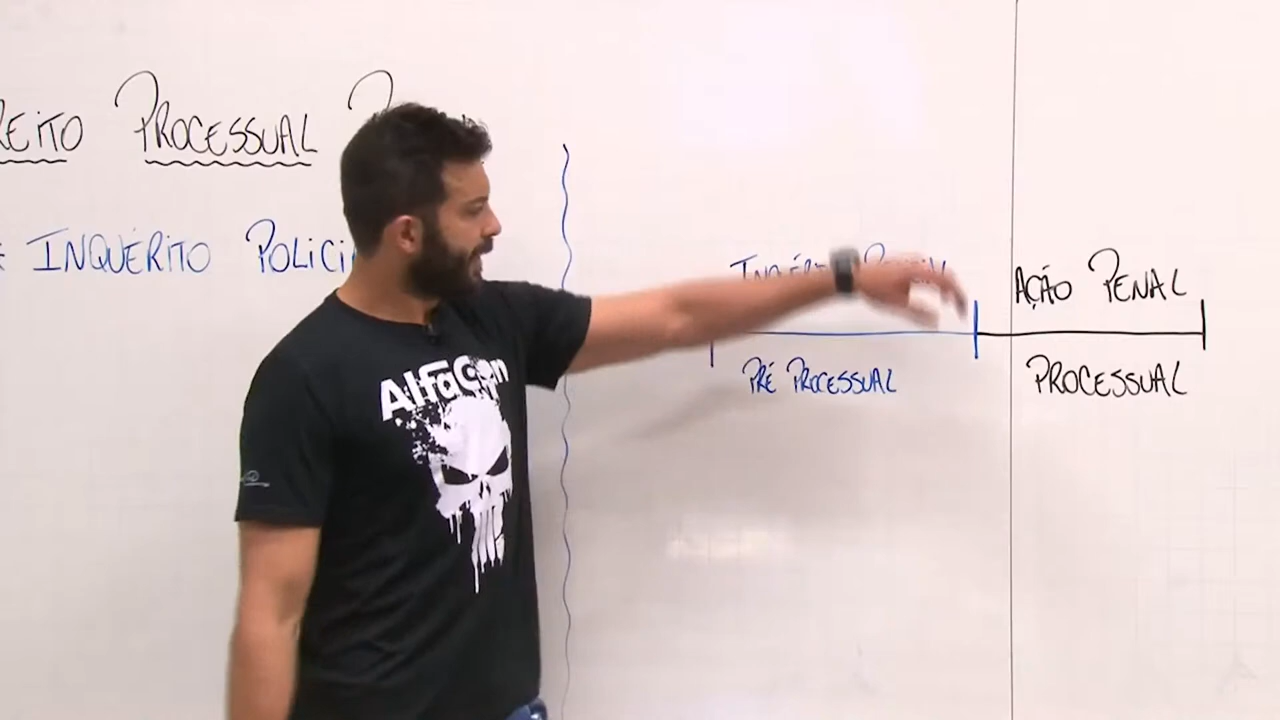 REITO PROCESSUAL P
INQUÉRITO POLICI
AÇÃO PENAL
PRÉ PROCESSUAL
PROCESSUAL
AlfaCon